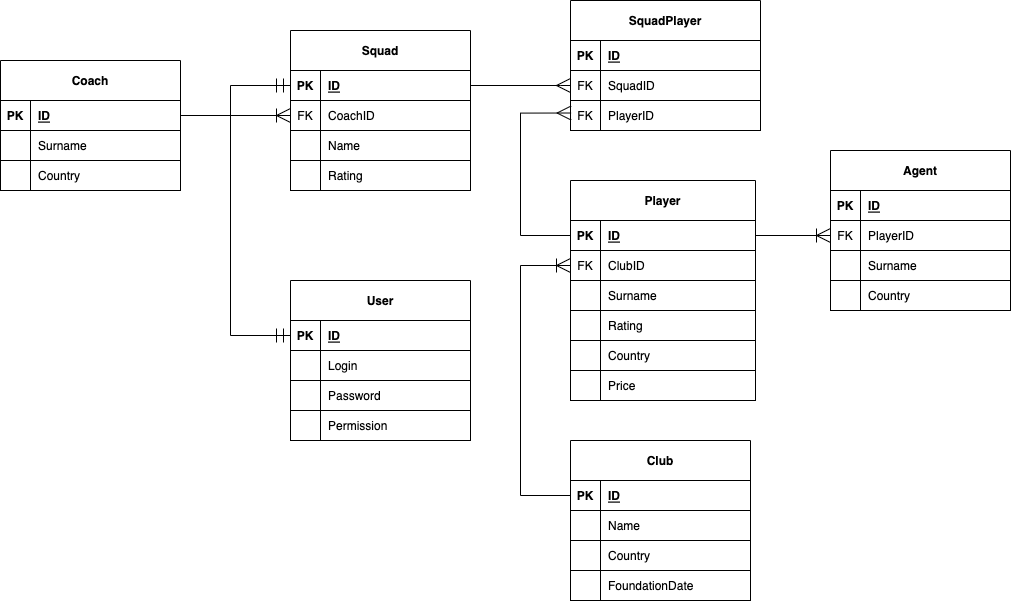 Coach
PK ID
Surname
Country
Squad
PK ID
FK CoachID
Name
Rating
User
PK ID
Login
Password
Permission
SquadPlayer
PK ID
FK SquadID
FK PlayerID
Player
PK ID
FK ClubID
Surname
Rating
Country
Price
Club
PK ID
Name
Country
FoundationDate
Agent
PK ID
FK PlayerID
Surname
Country